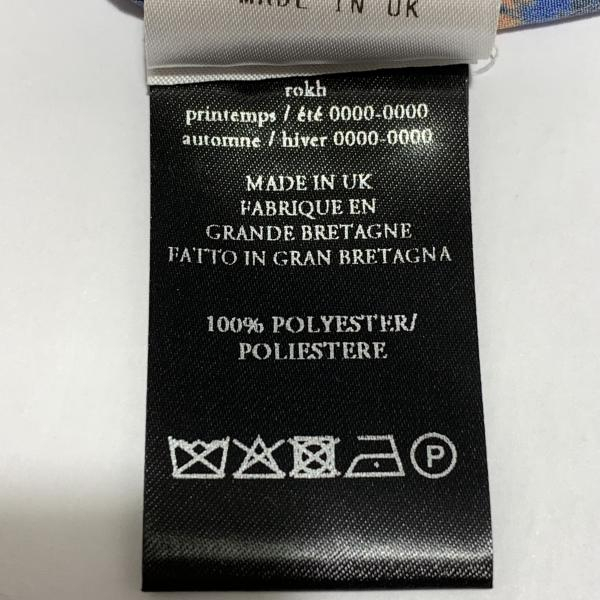 MADE IN UK
rokh
printemps / été 0000-0000
automne / hiver 0000-0000
MADE IN UK
FABRIQUE EN
GRANDE BRETAGNE
FATTO IN GRAN BRETAGNA
100% POLYESTER/
POLIESTERE
P